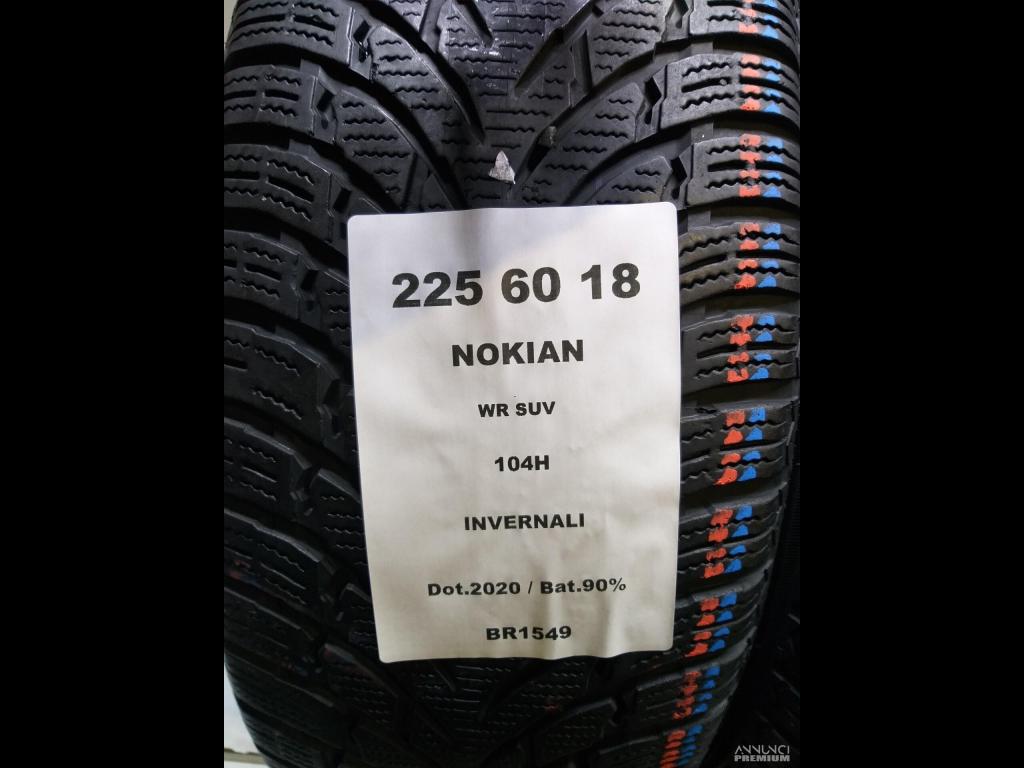 225 60 18
NOKIAN
WR SUV
104H
INVERNALI
Dot.2020 / Bat.90%
BR1549
ANNUNCI
PREMIUM